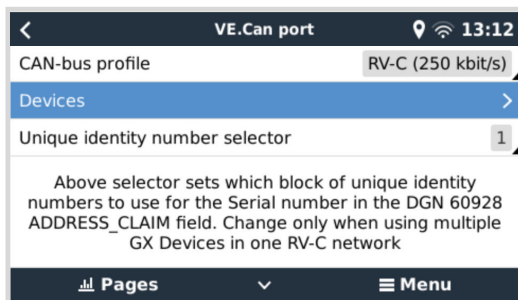 VE.Can port 13:12
CAN-bus profile RV-C (250 kbit/s)
Devices
Unique identity number selector 1
Above selector sets which block of unique identity
numbers to use for the Serial number in the DGN 60928
ADDRESS_CLAIM field. Change only when using multiple
GX Devices in one RV-C network
Pages Menu